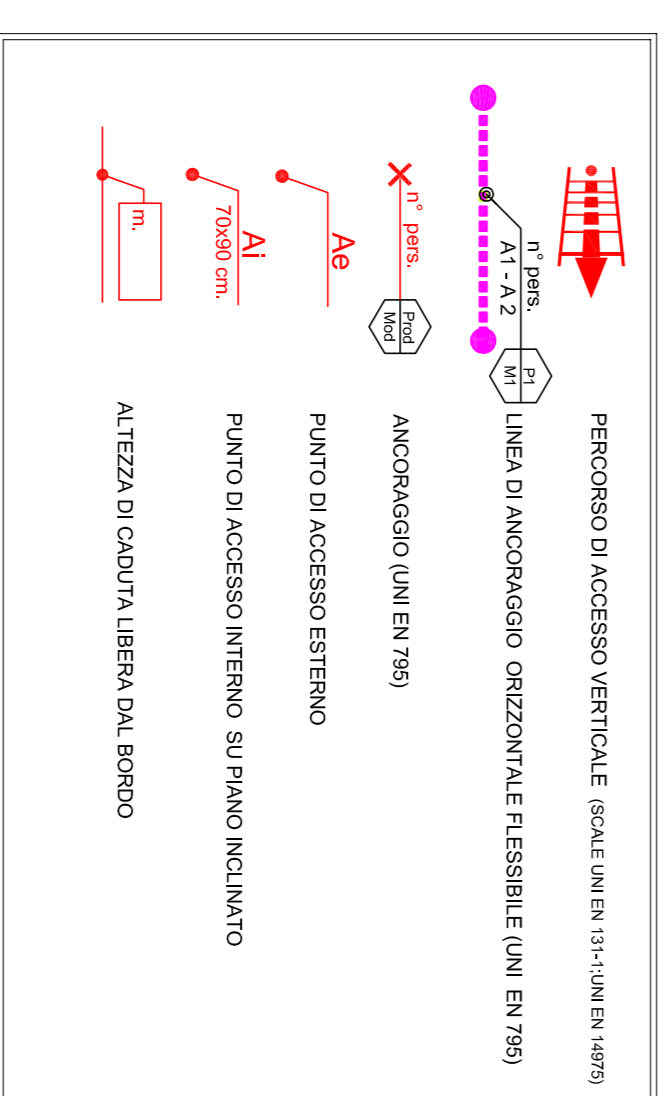 PERCORSO DI ACCESSO VERTICALE (SCALE UNI EN 131-1;UNI EN 14975)
n° pers.
A1 - A 2
P1
M1
LINEA DI ANCORAGGIO ORIZZONTALE FLESSIBILE (UNI EN 795)
n° pers.
Prod
Mod
ANCORAGGIO (UNI EN 795)
Ae
PUNTO DI ACCESSO ESTERNO
Ai
70x90 cm.
PUNTO DI ACCESSO INTERNO SU PIANO INCLINATO
m.
ALTEZZA DI CADUTA LIBERA DAL BORDO